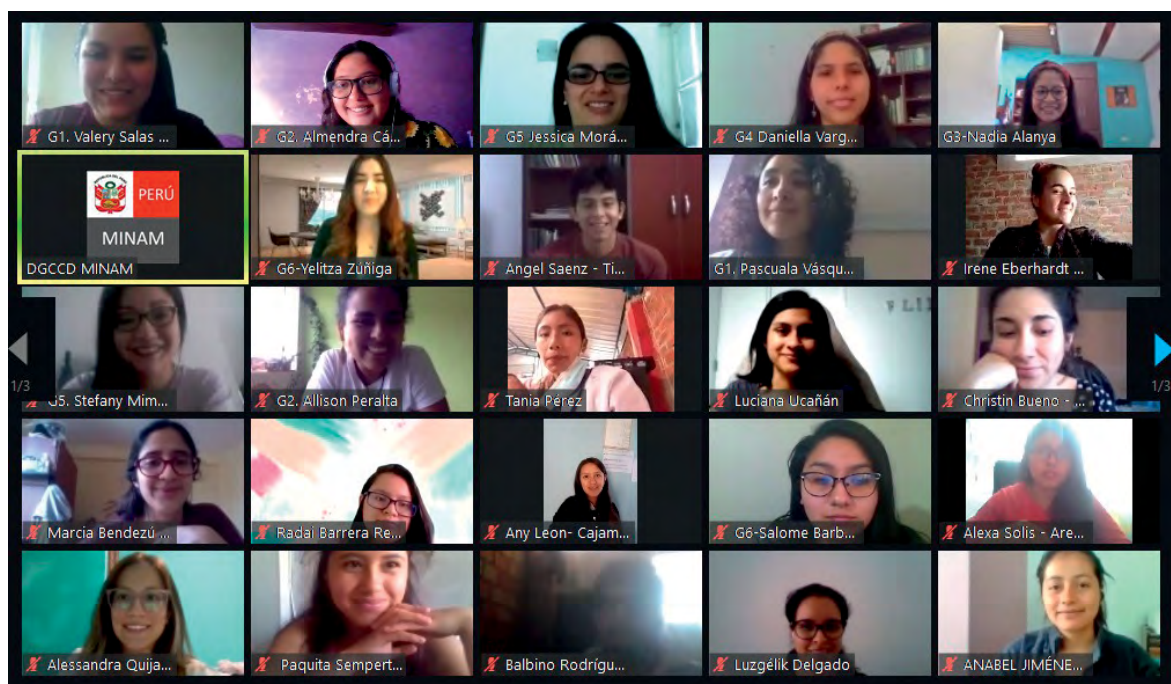 G1. Valery Salas ...
G2. Almendra Cá...
G5 Jessica Morá...
G4 Daniella Varg...
G3-Nadia Alanya
PERÚ
MINAM
DGCCD MINAM
G6-Yelitza Zúñiga
Angel Saenz - Ti...
G1. Pascuala Vásqu...
Irene Eberhardt ...
1/3
G5. Stefany Mim...
G2. Allison Peralta
Tania Pérez
Luciana Ucañán
Christin Bueno - ...
1/3
Marcia Bendezú ...
Radaí Barrera Re...
Any Leon- Cajam...
G6-Salome Barb...
Alexa Solis - Are...
Alessandra Quija...
Paquita Sempert...
Balbino Rodrígu...
Luzgélik Delgado
ANABEL JIMÉNE...